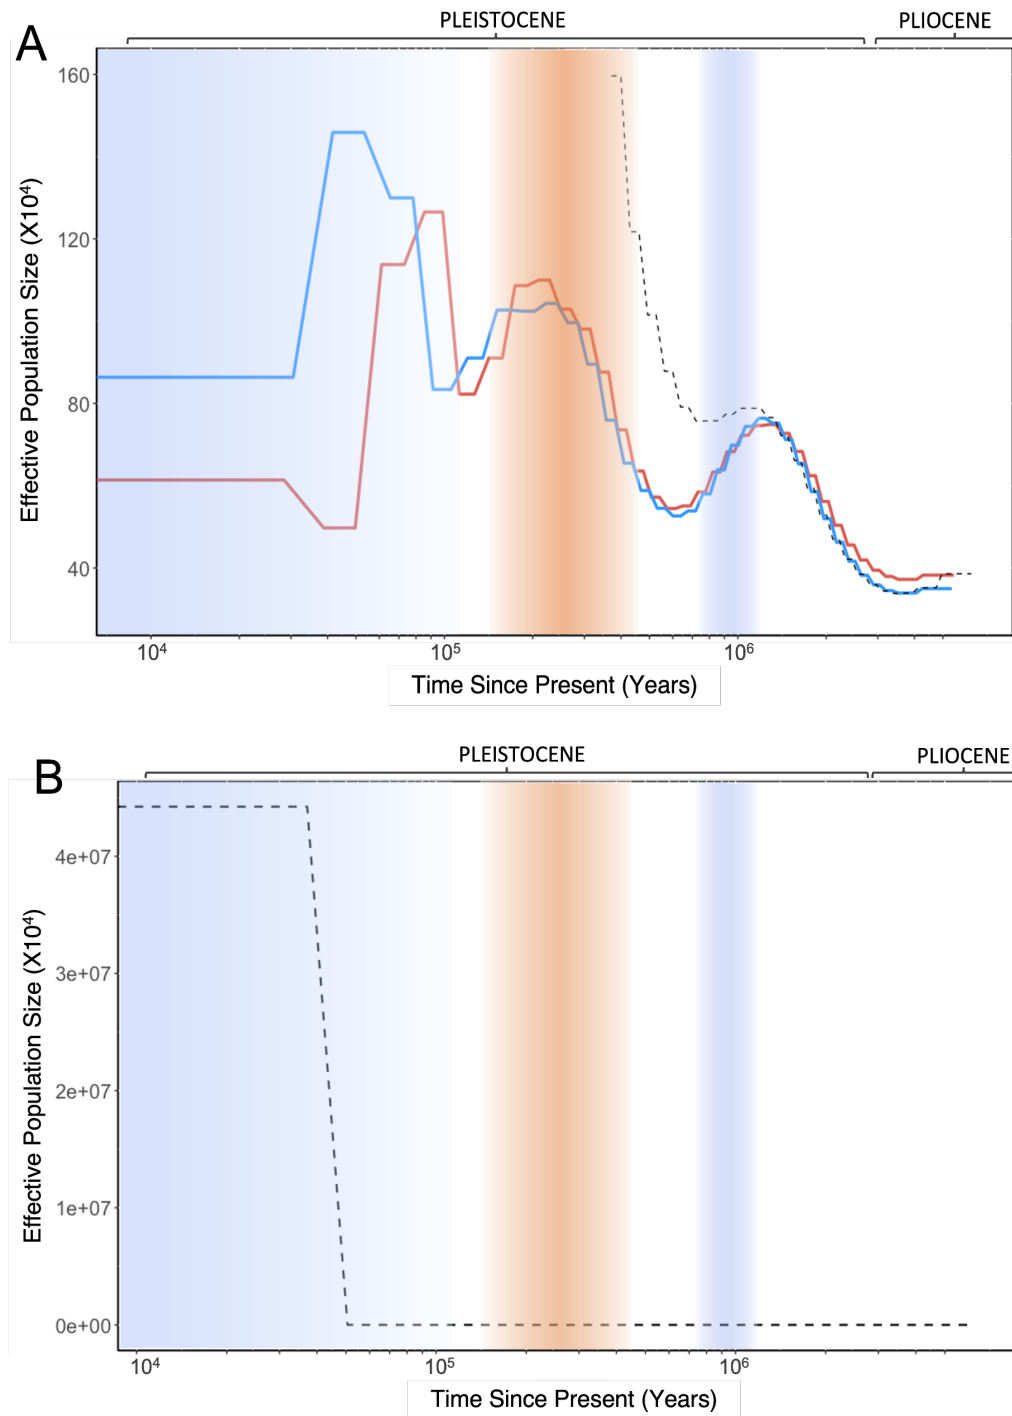 A
PLEISTOCENE
PLIOCENE
Effective Population Size (X10⁴)
160
120
80
40
10⁴
10⁵
10⁶
Time Since Present (Years)
B
PLEISTOCENE
PLIOCENE
Effective Population Size (X10⁴)
4e+07
3e+07
2e+07
1e+07
0e+00
10⁴
10⁵
10⁶
Time Since Present (Years)